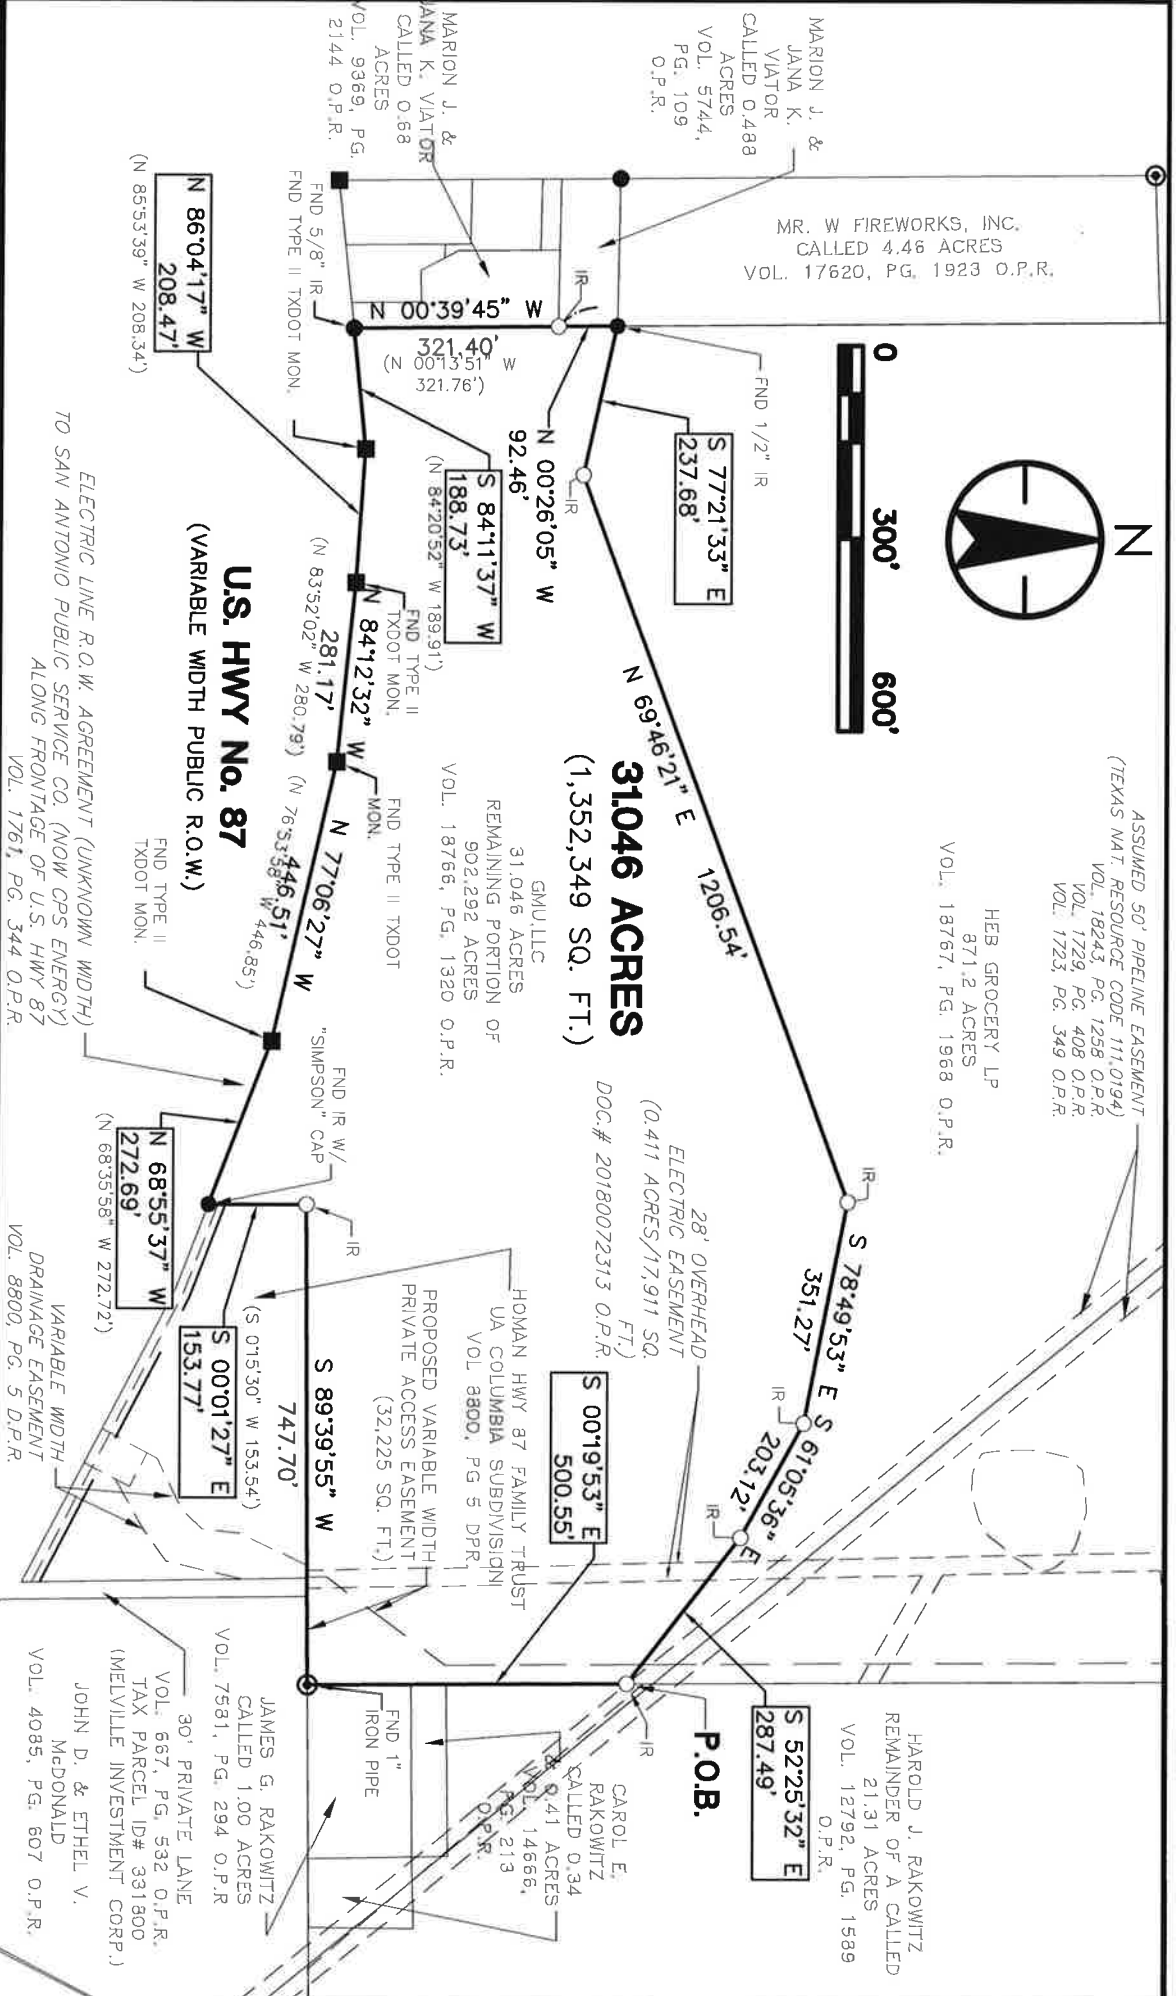 MARION J. &
JANA K.
VIATOR
CALLED 0.488
ACRES
VOL. 5744,
PG. 109
O.P.R.
MARION J. &
JANA K. VIATOR
CALLED 0.68
ACRES
VOL. 9369, PG.
2144 O.P.R.
MR. W FIREWORKS, INC.
CALLED 4.46 ACRES
VOL. 17620, PG. 1923 O.P.R.
N
0
300'
600'
ASSUMED 50' PIPELINE EASEMENT
(TEXAS NAT. RESOURCE CODE 111.0194)
VOL. 18243, PG. 1258 O.P.R.
VOL. 1729, PG. 408 O.P.R.
VOL. 1723, PG. 349 O.P.R.
HEB GROCERY LP
871.2 ACRES
VOL. 18767, PG. 1968 O.P.R.
FND 1/2" IR
IR
S 77°21'33" E
237.68'
N 00°26'05" W
92.46'
IR
N 00°39'45" W
321.40'
(N 00°13'51" W
321.76')
FND 5/8" IR
FND TYPE II TXDOT MON.
N 86°04'17" W
208.47'
(N 85°53'39" W 208.34')
S 84°11'37" W
188.73'
(N 84°20'52" W 189.91')
FND TYPE II
TXDOT MON.
N 84°12'32" W
281.17'
(N 83°52'02" W 280.79')
FND TYPE II TXDOT
MON.
N 77°06'27" W
446.51'
(N 76°53'58" W 446.85')
N 69°46'21" E
1206.54'
31.046 ACRES
(1,352,349 SQ. FT.)
GMU,LLC
31.046 ACRES
REMAINING PORTION OF
902.292 ACRES
VOL. 18766, PG. 1320 O.P.R.
U.S. HWY No. 87
(VARIABLE WIDTH PUBLIC R.O.W.)
ELECTRIC LINE R.O.W. AGREEMENT (UNKNOWN WIDTH)
TO SAN ANTONIO PUBLIC SERVICE CO. (NOW CPS ENERGY)
ALONG FRONTAGE OF U.S. HWY 87
VOL. 1761, PG. 344 O.P.R.
FND TYPE II
TXDOT MON.
FND IR W/
"SIMPSON" CAP
N 68°55'37" W
272.69'
(N 68°35'58" W 272.72')
IR
S 78°49'53" E
351.27'
IR
S 61°05'36" E
203.12'
IR
28' OVERHEAD
ELECTRIC EASEMENT
(0.411 ACRES/17,911 SQ.
FT.)
DOC.# 20180072313 O.P.R.
S 00°19'53" E
500.55'
HOMAN HWY 87 FAMILY TRUST
UA COLUMBIA SUBDIVISION
VOL 8800, PG 5 DPR
PROPOSED VARIABLE WIDTH
PRIVATE ACCESS EASEMENT
(32,225 SQ. FT.)
IR
S 89°39'55" W
747.70'
S 00°01'27" E
153.77'
(S 0°15'30" W 153.54')
VARIABLE WIDTH
DRAINAGE EASEMENT
VOL. 8800, PG. 5 D.P.R.
HAROLD J. RAKOWITZ
REMAINDER OF A CALLED
21.31 ACRES
VOL. 12792, PG. 1589
O.P.R.
S 52°25'32" E
287.49'
P.O.B.
IR
CAROL E.
RAKOWITZ
CALLED 0.34
& 0.41 ACRES
VOL. 14666,
PG. 213
O.P.R.
FND 1"
IRON PIPE
JAMES G. RAKOWITZ
CALLED 1.00 ACRES
VOL. 7581, PG. 294 O.P.R
30' PRIVATE LANE
VOL. 667, PG. 532 O.P.R.
TAX PARCEL ID# 331800
(MELVILLE INVESTMENT CORP.)
JOHN D. & ETHEL V.
McDONALD
VOL. 4085, PG. 607 O.P.R.